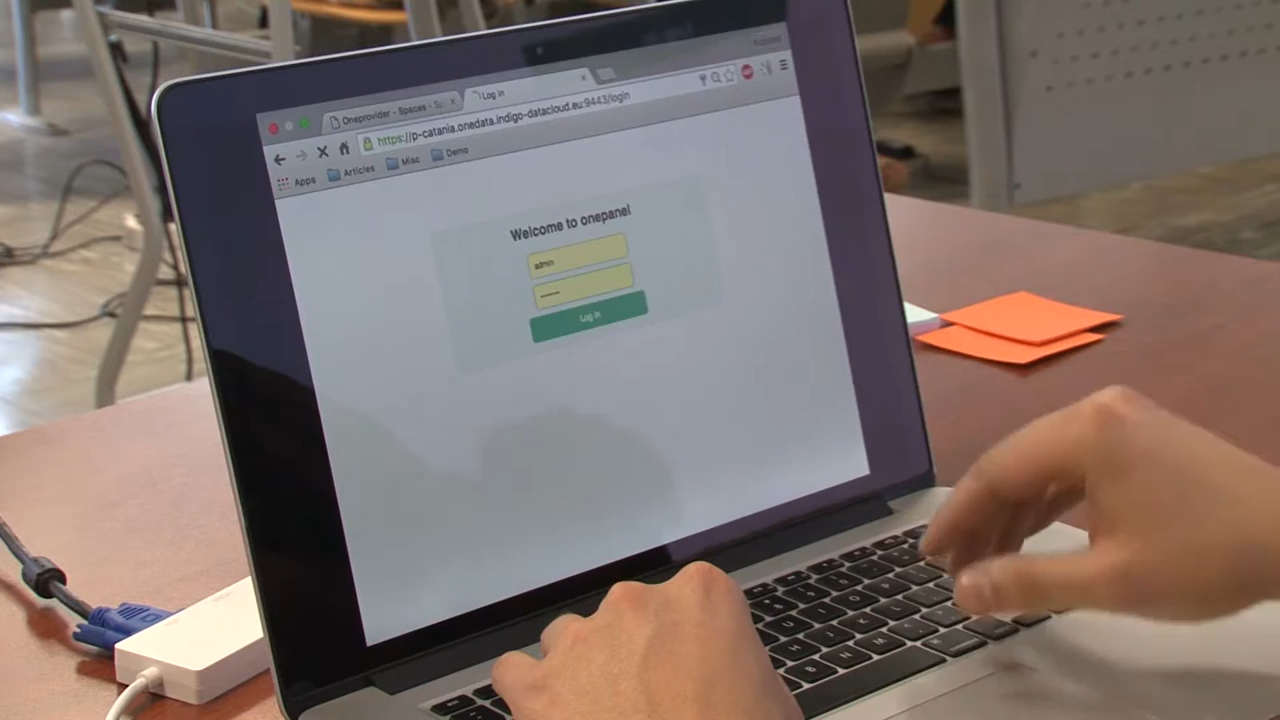 Oneprovider - Spaces - Sp
Log in
https://p-catania.onedata.indigo-datacloud.eu:9443/login
Apps
Articles
Misc
Demo
Welcome to onepanel
admin
Log in